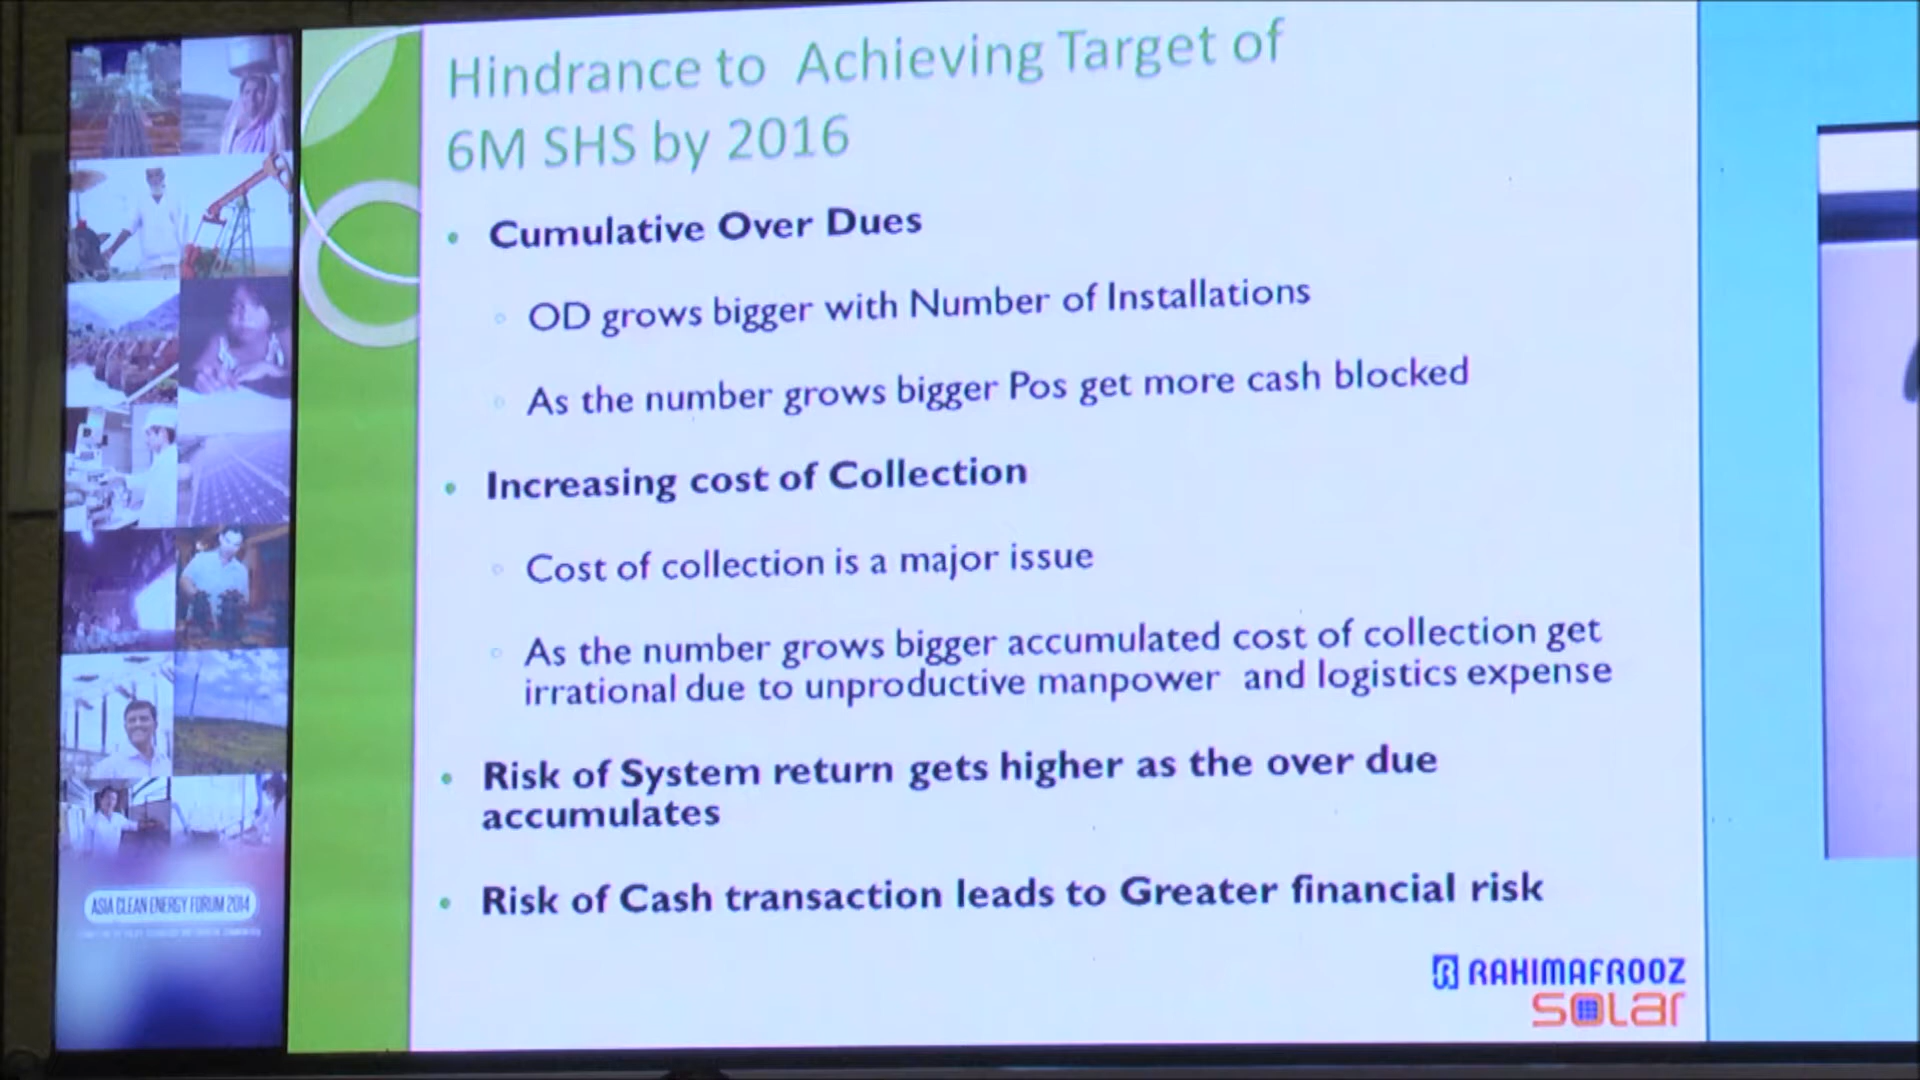 Hindrance to Achieving Target of
6M SHS by 2016
Cumulative Over Dues
OD grows bigger with Number of Installations
As the number grows bigger Pos get more cash blocked
Increasing cost of Collection
Cost of collection is a major issue
As the number grows bigger accumulated cost of collection get
irrational due to unproductive manpower and logistics expense
Risk of System return gets higher as the over due
accumulates
Risk of Cash transaction leads to Greater financial risk
RAHIMAFROOZ
SOLar
ASIA CLEAN ENERGY FORUM 2014